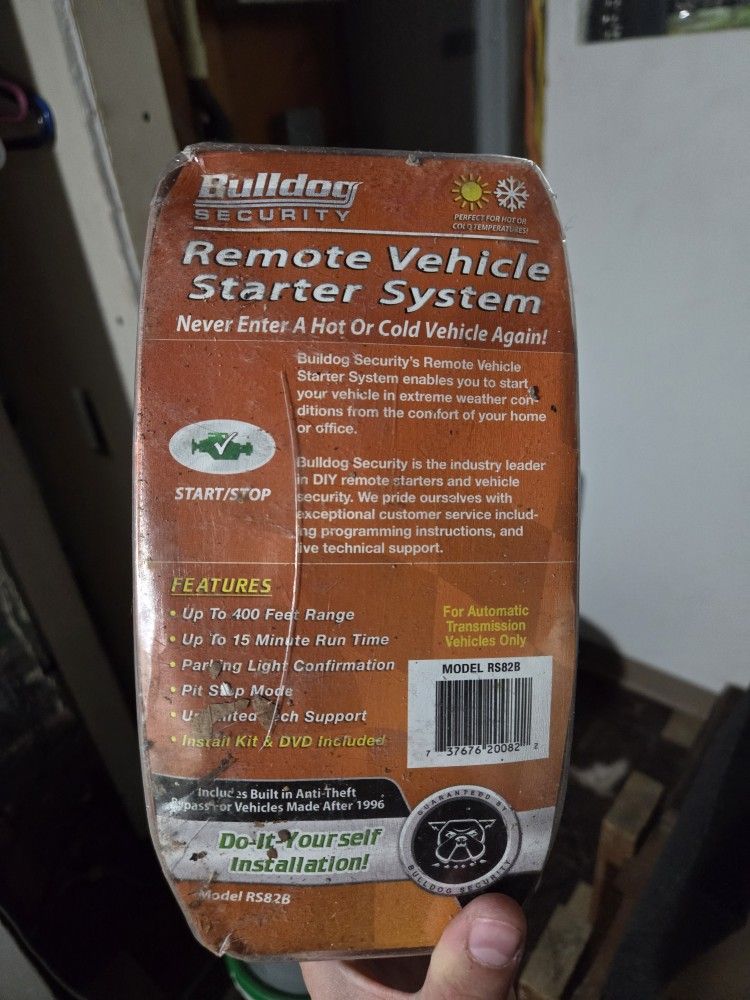 Bulldog
SECURITY
PERFECT FOR HOT OR
COLD TEMPERATURES!
Remote Vehicle
Starter System
Never Enter A Hot Or Cold Vehicle Again!
Bulldog Security's Remote Vehicle
Starter System enables you to start
your vehicle in extreme weather con-
ditions from the comfort of your home
or office.
START/STOP
Bulldog Security is the industry leader
in DIY remote starters and vehicle
security. We pride ourselves with
exceptional customer service includ-
ing programming instructions, and
live technical support.
FEATURES
• Up To 400 Feet Range
• Up To 15 Minute Run Time
• Parking Light Confirmation
• Pit Stop Mode
• Unlimited Tech Support
• Install Kit & DVD Included
For Automatic
Transmission
Vehicles Only
MODEL RS82B
7 37676 20082 2
Includes Built in Anti-Theft
Bypass For Vehicles Made After 1996
Do-It-Yourself
Installation!
GUARANTEED BY
BULLDOG SECURITY
Model RS82B